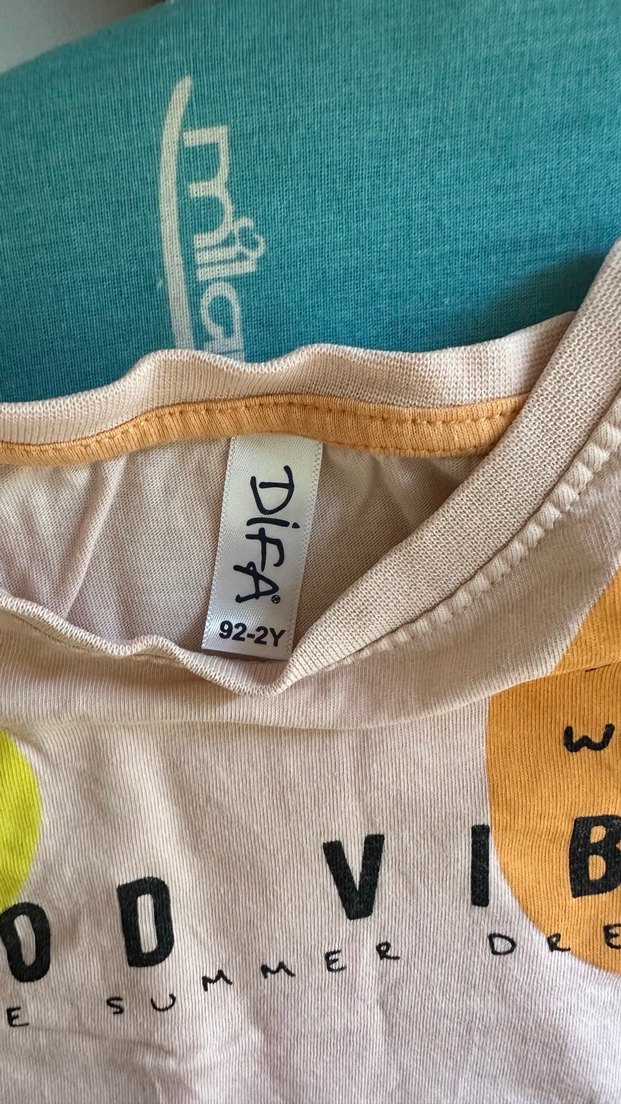 DiFA®
92-2Y
W
OD VIB
E SUMMER DRE